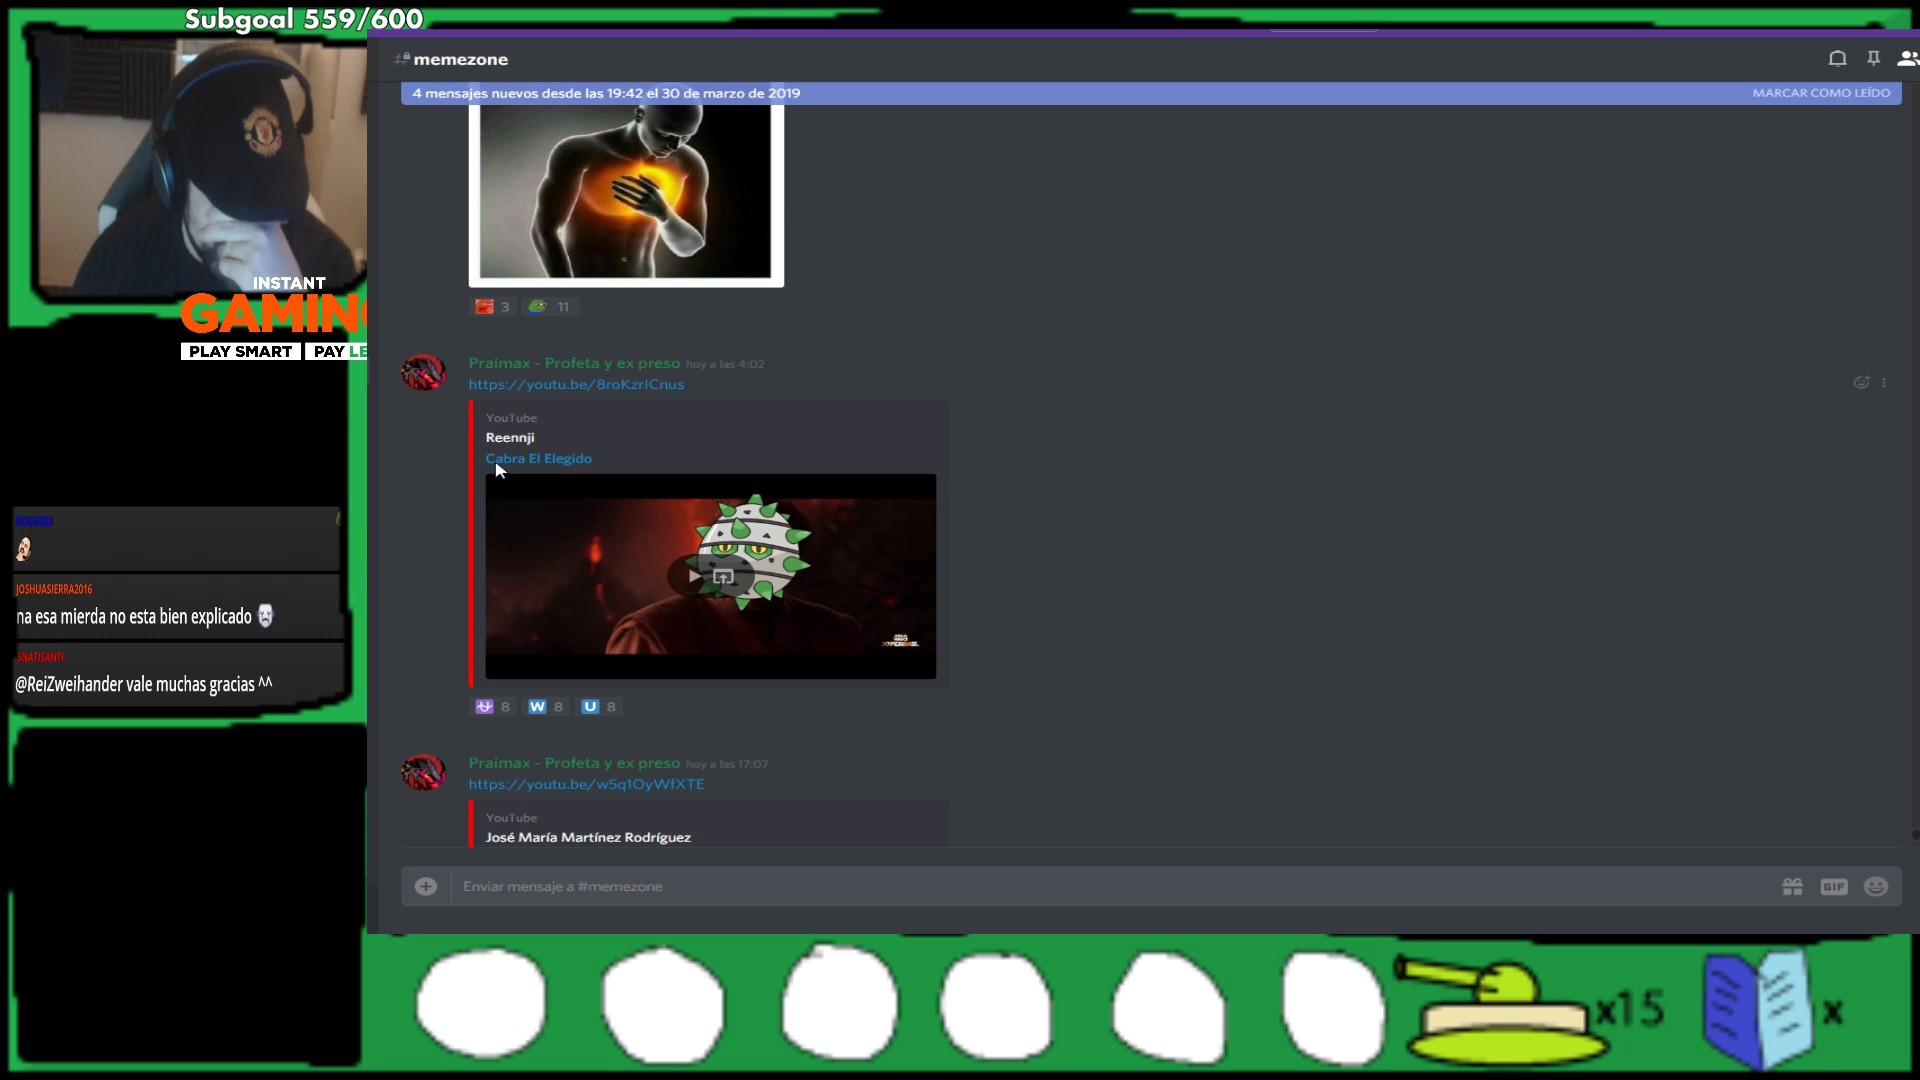 Subgoal 559/600
memezone
4 mensajes nuevos desde las 19:42 el 30 de marzo de 2019
MARCAR COMO LEÍDO
INSTANT
GAMING
PLAY SMART
PAY LE
3
11
Praimax - Profeta y ex preso hoy a las 4:02
https://youtu.be/8roKzrICnus
YouTube
Reennji
Cabra El Elegido
8
W 8
U 8
JOSHUASIERRA2016
na esa mierda no esta bien explicado
SNATISANTI
@ReiZweihander vale muchas gracias ^^
Praimax - Profeta y ex preso hoy a las 17:07
https://youtu.be/w5q1OyWfXTE
YouTube
José María Martínez Rodríguez
Enviar mensaje a #memezone
GIF
x15
x